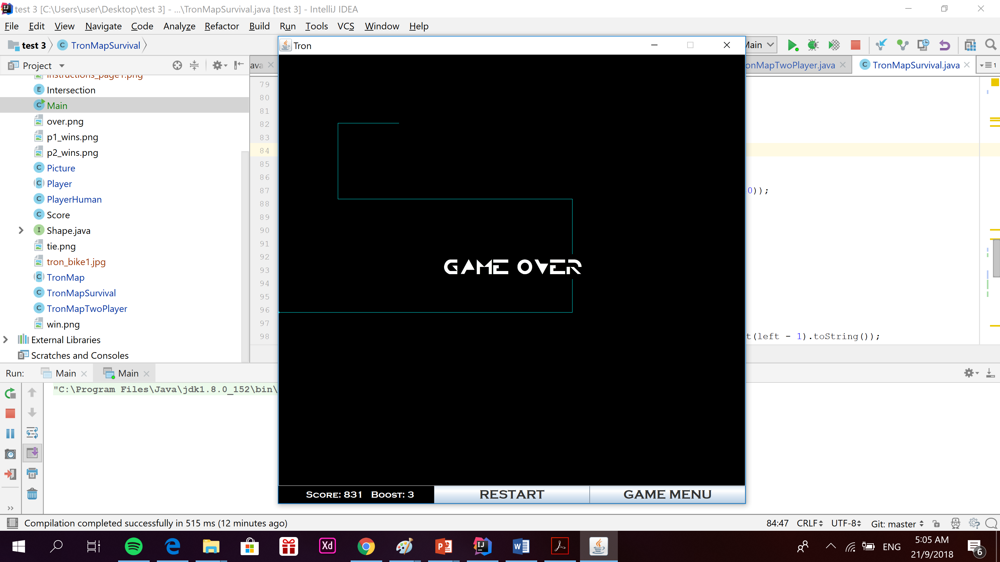 test 3 [C:\Users\user\Desktop\test 3] - ...\TronMapSurvival.java [test 3] - IntelliJ IDEA
File Edit View Navigate Code Analyze Refactor Build Run Tools VCS Window Help
test 3 TronMapSurvival
Tron
Main
Project
ava
onMapTwoPlayer.java
TronMapSurvival.java
1
instructions_page1.png
Intersection
Main
over.png
p1_wins.png
p2_wins.png
Picture
Player
PlayerHuman
Score
Shape.java
tie.png
tron_bike1.jpg
TronMap
TronMapSurvival
TronMapTwoPlayer
win.png
External Libraries
Scratches and Consoles
79
80
81
82
83
84
85
86
87
88
89
90
91
92
93
94
95
96
97
98
0));
t(left - 1).toString());
GAME OVER
SCORE: 831 BOOST: 3
RESTART
GAME MENU
Run: Main Main
"C:\Program Files\Java\jdk1.8.0_152\bin\
Compilation completed successfully in 515 ms (12 minutes ago)
84:47 CRLF UTF-8 Git: master
Xd
P
IJ
W
ENG
5:05 AM
21/9/2018
6